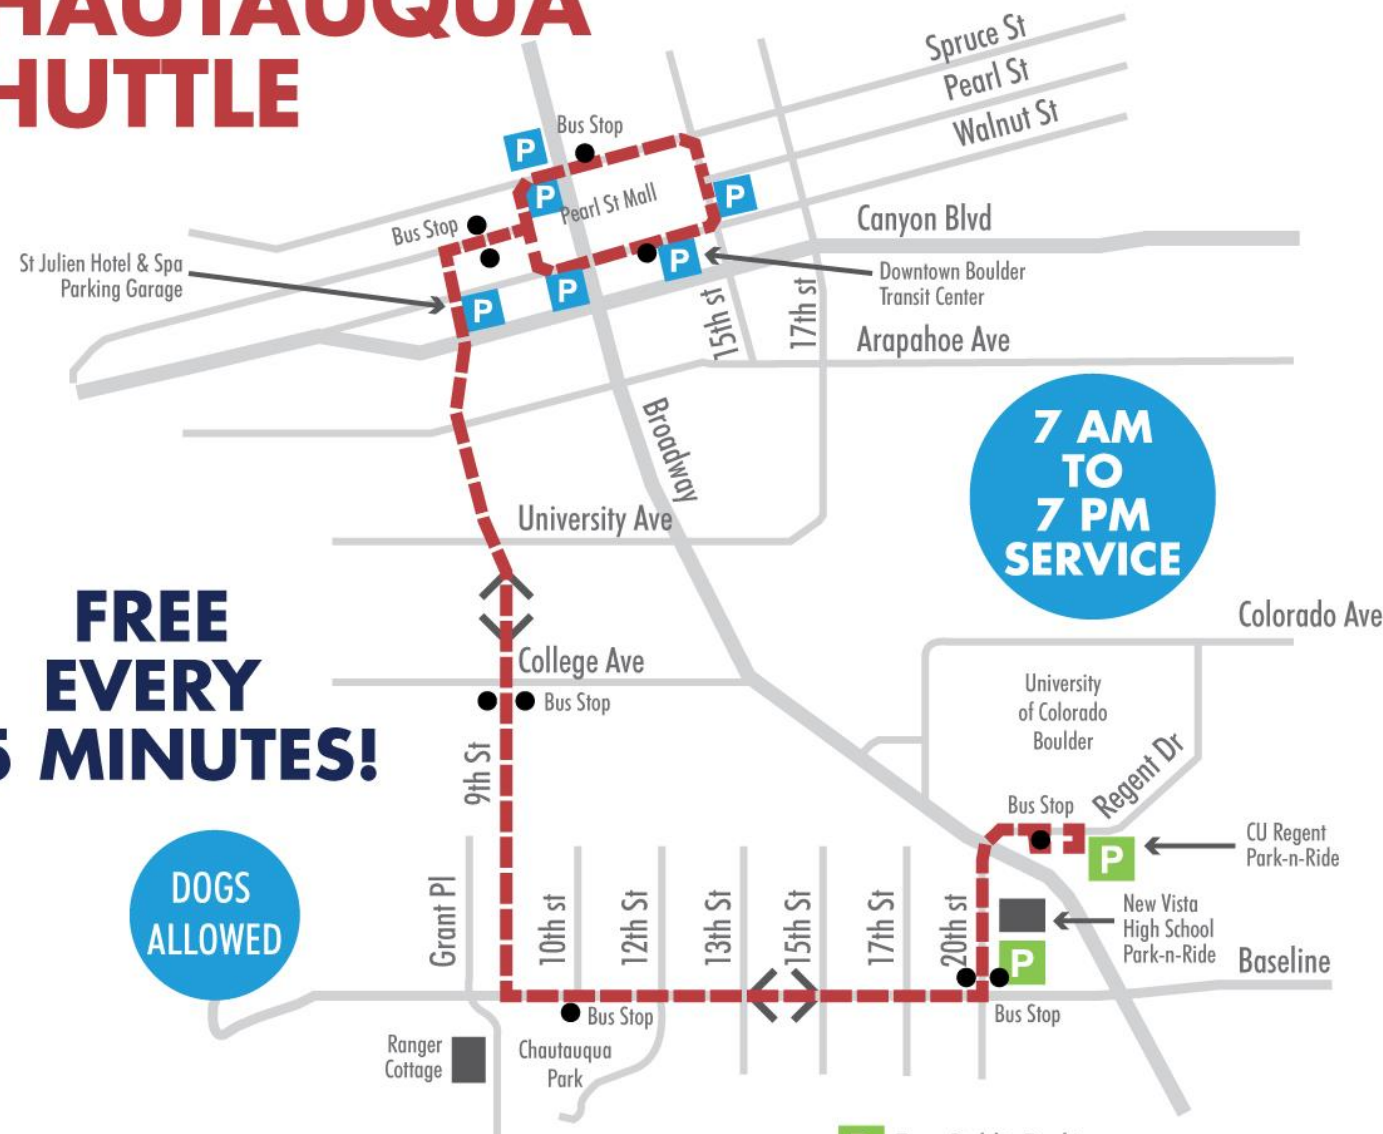 HAUTAUQUA
HUTTLE
Spruce St
Pearl St
Walnut St
Bus Stop
P
P
P
Pearl St Mall
Bus Stop
Canyon Blvd
St Julien Hotel & Spa
Parking Garage
P
P
P
Downtown Boulder
Transit Center
15th st
17th st
Arapahoe Ave
Broadway
7 AM
TO
7 PM
SERVICE
University Ave
FREE
EVERY
MINUTES!
Colorado Ave
College Ave
Bus Stop
University
of Colorado
Boulder
9th St
Regent Dr
Bus Stop
P
CU Regent
Park-n-Ride
DOGS
ALLOWED
Grant Pl
10th st
12th St
13th St
15th St
17th St
20th st
New Vista
High School
Park-n-Ride
P
Baseline
Bus Stop
Bus Stop
Ranger
Cottage
Chautauqua
Park